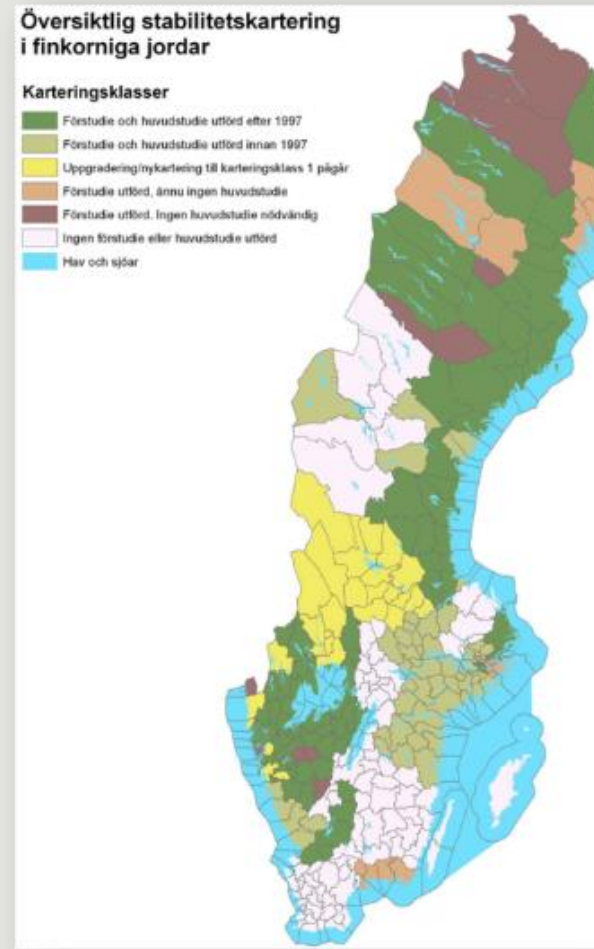 Översiktlig stabilitetskartering
i finkorniga jordar
Karteringsklasser
Förstudie och huvudstudie utförd efter 1997
Förstudie och huvudstudie utförd innan 1997
Uppgradering/nykartering till karteringsklass 1 pågår
Förstudie utförd, ännu ingen huvudstudie
Förstudie utförd. Ingen huvudstudie nödvändig
Ingen förstudie eller huvudstudie utförd
Hav och sjöar